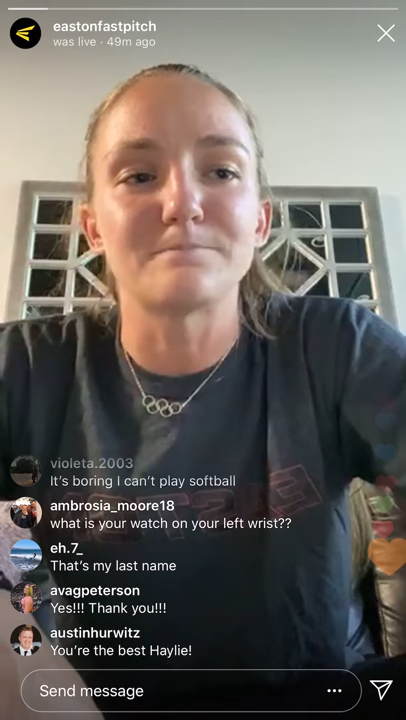 eastonfastpitch
was live · 49m ago
violeta.2003
It's boring I can't play softball
ambrosia_moore18
what is your watch on your left wrist??
eh.7_
That's my last name
avagpeterson
Yes!!! Thank you!!!
austinhurwitz
You're the best Haylie!
Send message